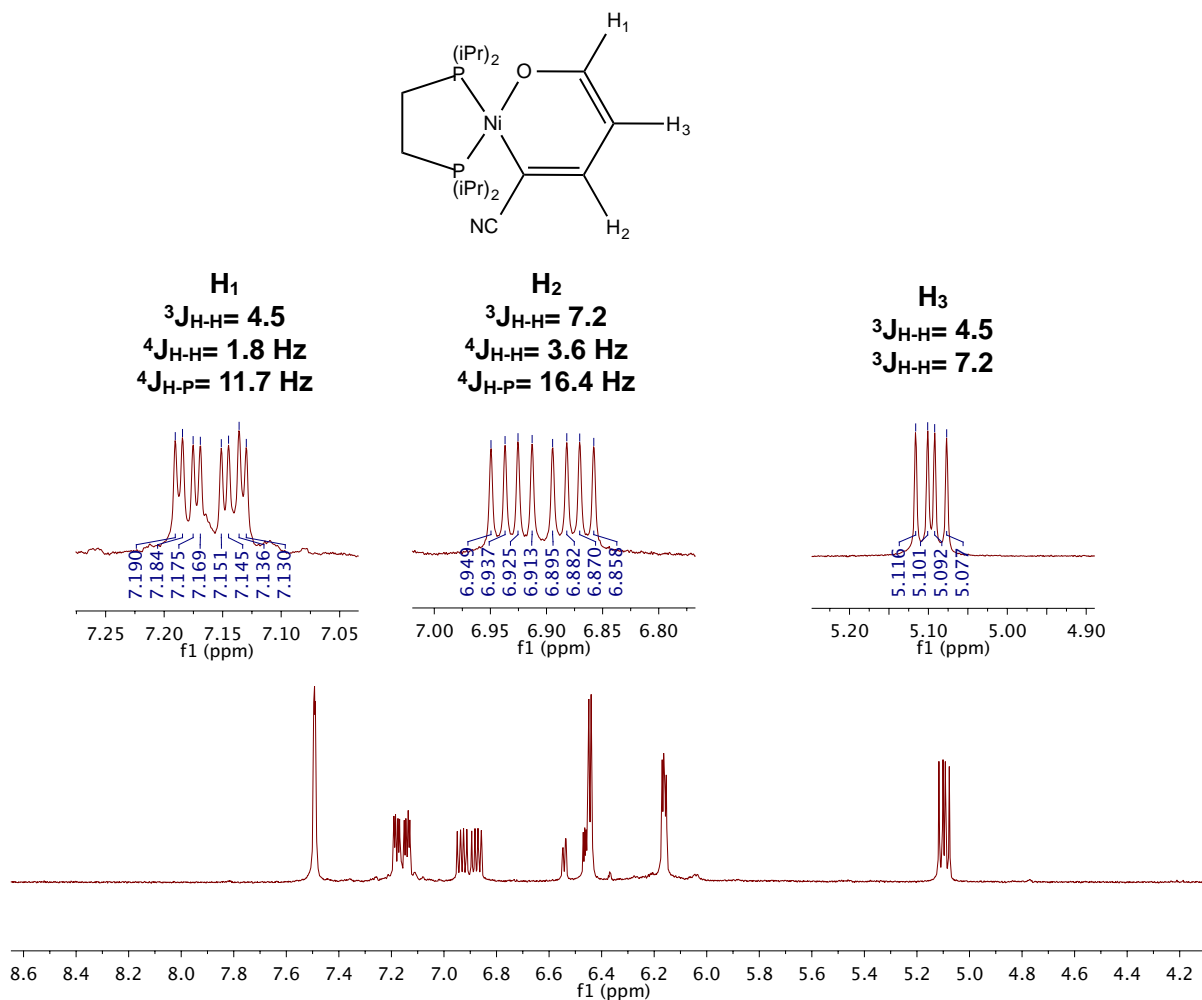 H₁
(iPr)₂
P
O
Ni
H₃
P
(iPr)₂
NC
H₂
H₁
³J_H-H= 4.5
⁴J_H-H= 1.8 Hz
⁴J_H-P= 11.7 Hz
H₂
³J_H-H= 7.2
⁴J_H-H= 3.6 Hz
⁴J_H-P= 16.4 Hz
H₃
³J_H-H= 4.5
³J_H-H= 7.2
7.190 7.184 7.175 7.169 7.151 7.145 7.136 7.130
7.25 7.20 7.15 7.10 7.05
f1 (ppm)
6.949 6.937 6.925 6.913 6.895 6.882 6.870 6.858
7.00 6.95 6.90 6.85 6.80
f1 (ppm)
5.116 5.101 5.092 5.077
5.20 5.10 5.00 4.90
f1 (ppm)
8.6 8.4 8.2 8.0 7.8 7.6 7.4 7.2 7.0 6.8 6.6 6.4 6.2 6.0 5.8 5.6 5.4 5.2 5.0 4.8 4.6 4.4 4.2
f1 (ppm)